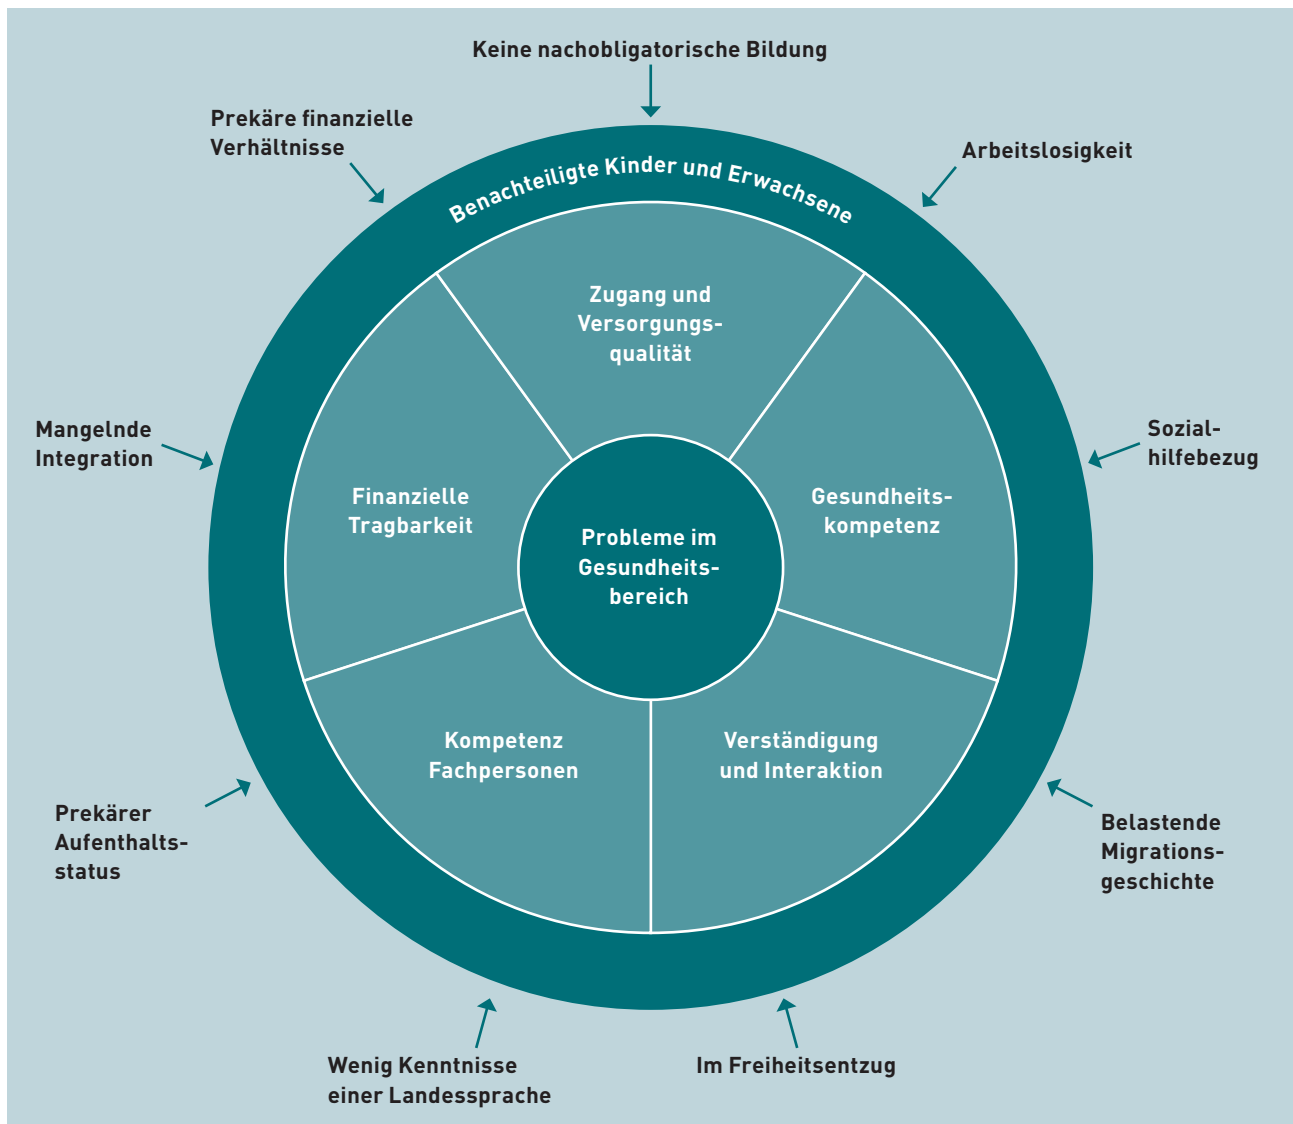 Keine nachobligatorische Bildung
Prekäre finanzielle
Verhältnisse
Arbeitslosigkeit
Benachteiligte Kinder und Erwachsene
Zugang und
Versorgungs-
qualität
Mangelnde
Integration
Sozial-
hilfebezug
Finanzielle
Tragbarkeit
Gesundheits-
kompetenz
Probleme im
Gesundheits-
bereich
Kompetenz
Fachpersonen
Verständigung
und Interaktion
Prekärer
Aufenthalts-
status
Belastende
Migrations-
geschichte
Wenig Kenntnisse
einer Landessprache
Im Freiheitsentzug